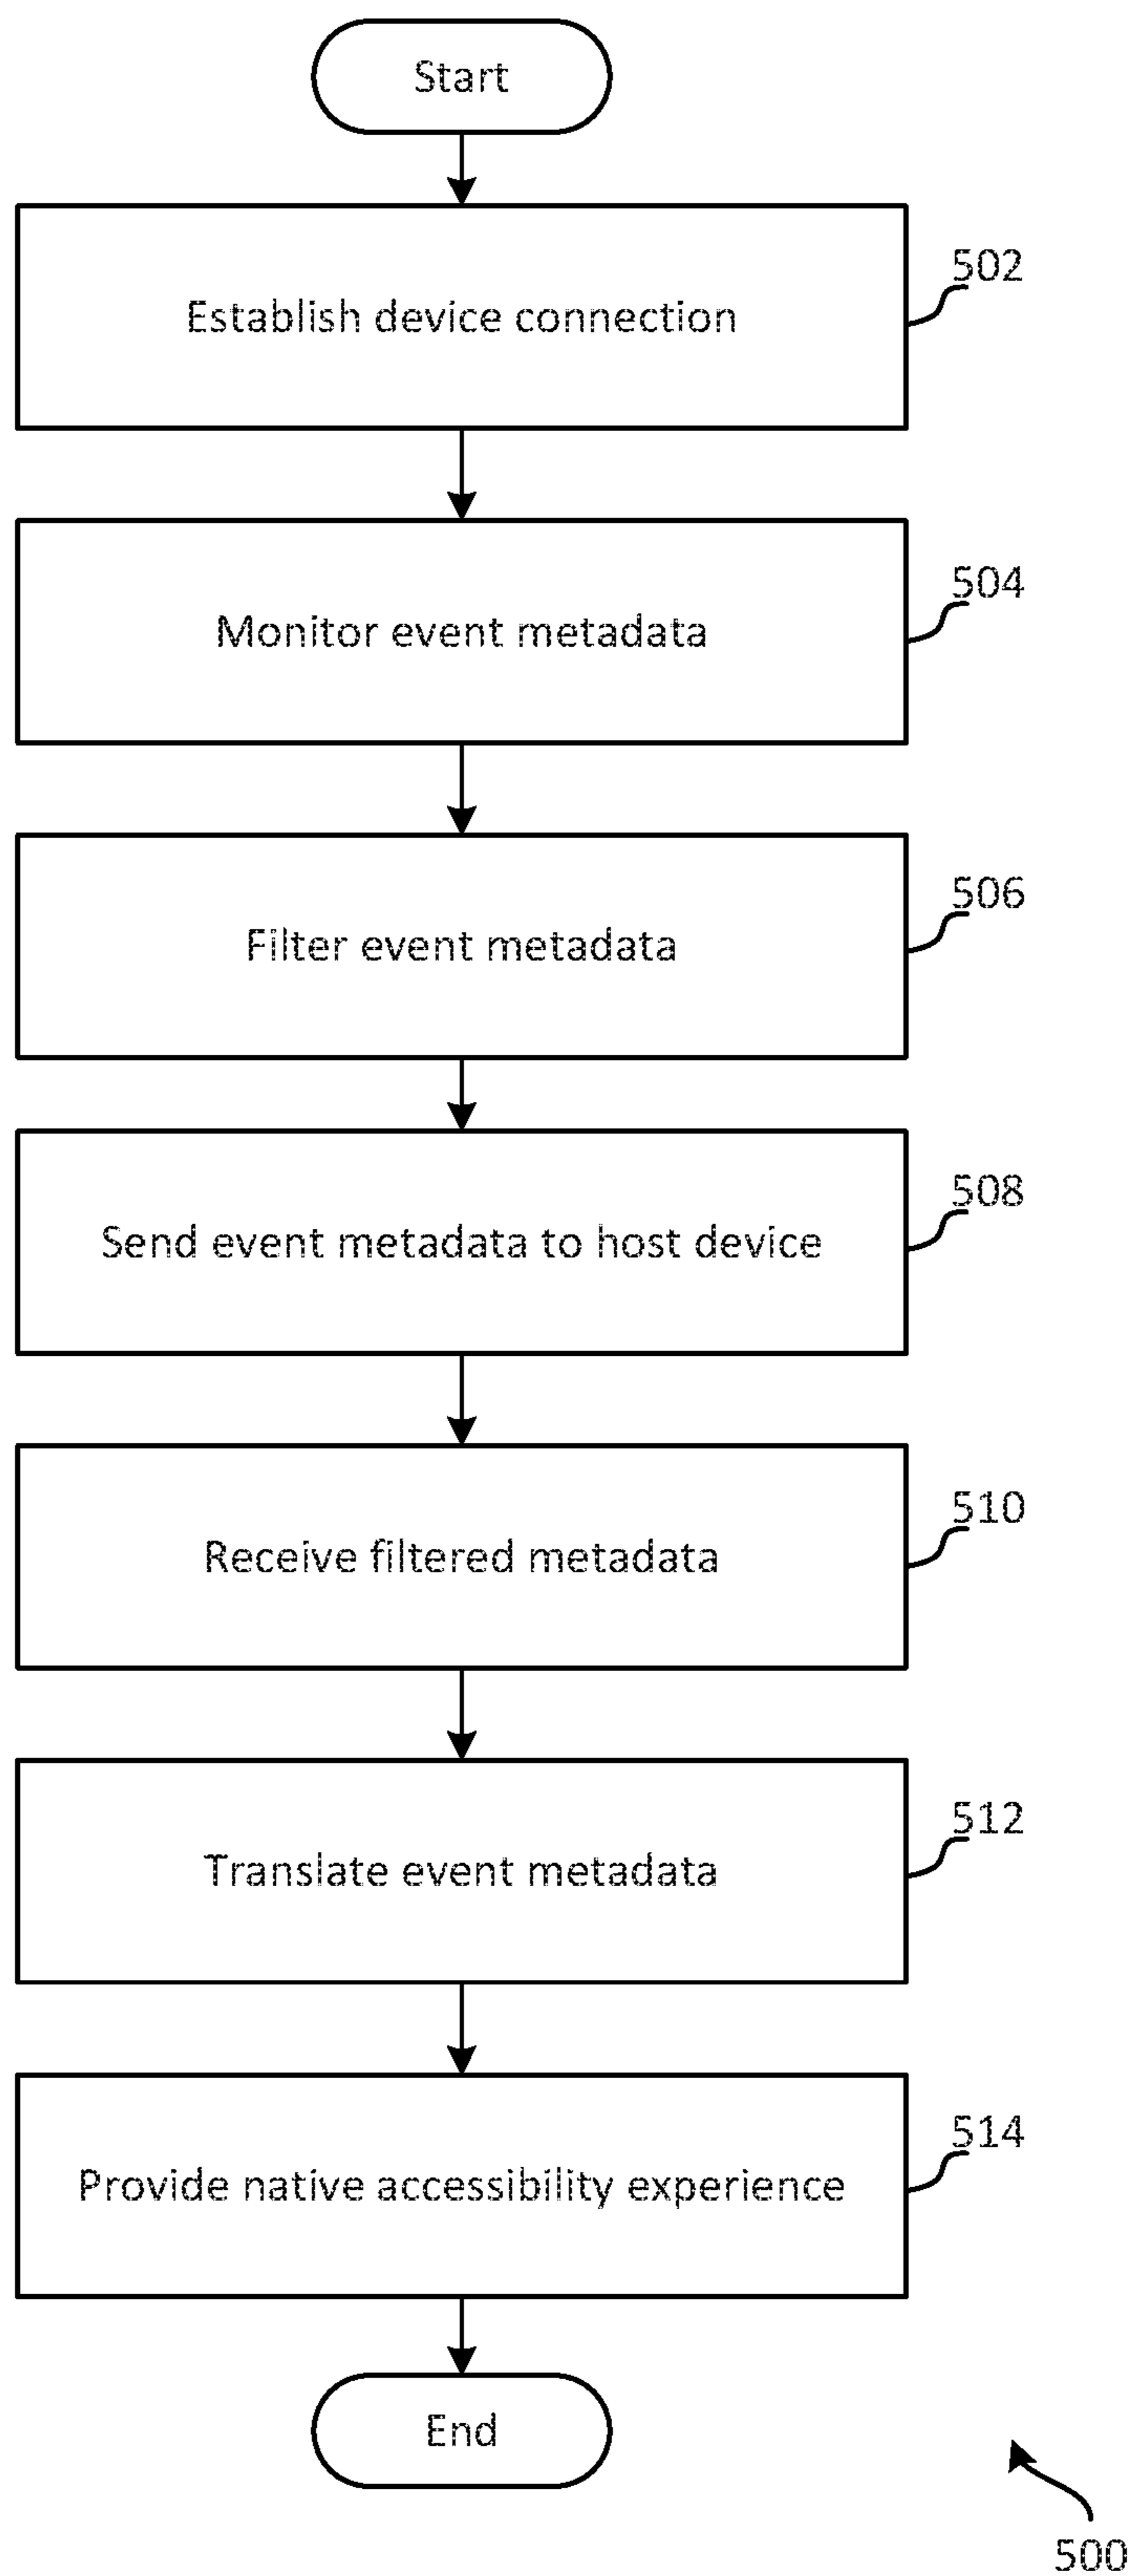 Start
Establish device connection
502
Monitor event metadata
504
Filter event metadata
506
Send event metadata to host device
508
Receive filtered metadata
510
Translate event metadata
512
Provide native accessibility experience
514
End
500